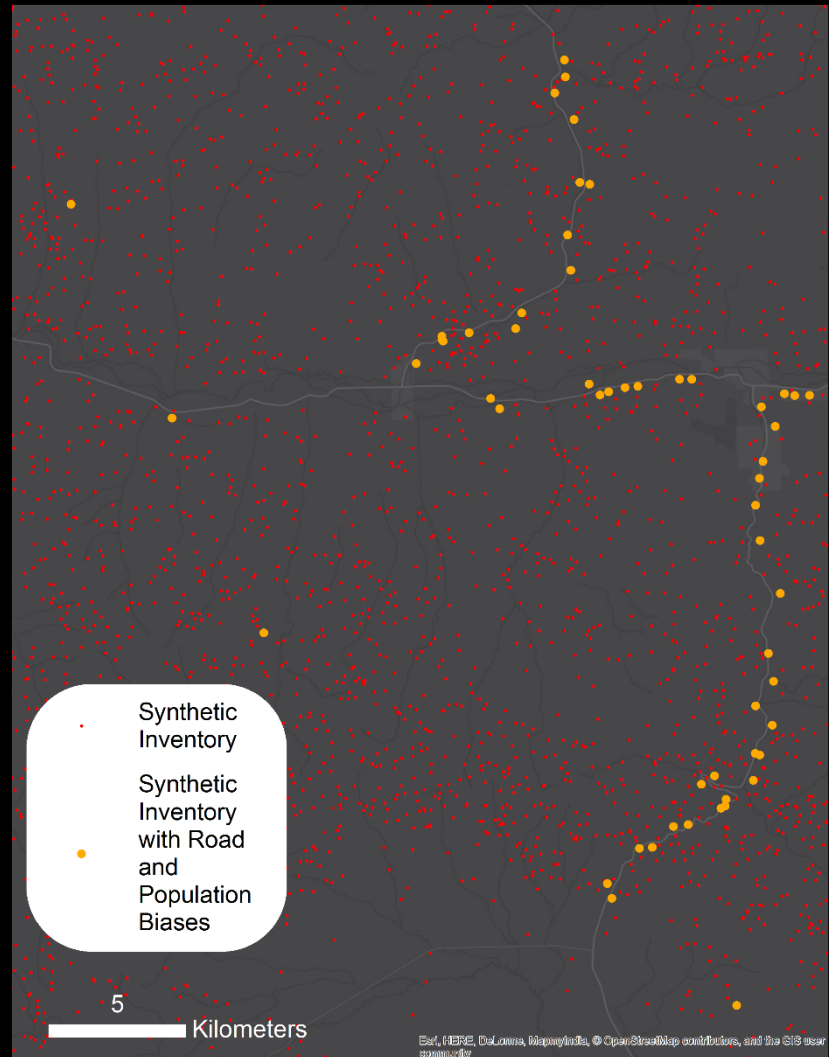 Synthetic
Inventory
Synthetic
Inventory
with Road
and
Population
Biases
5
Kilometers
Esri, HERE, DeLorme, MapmyIndia, © OpenStreetMap contributors, and the GIS user
community